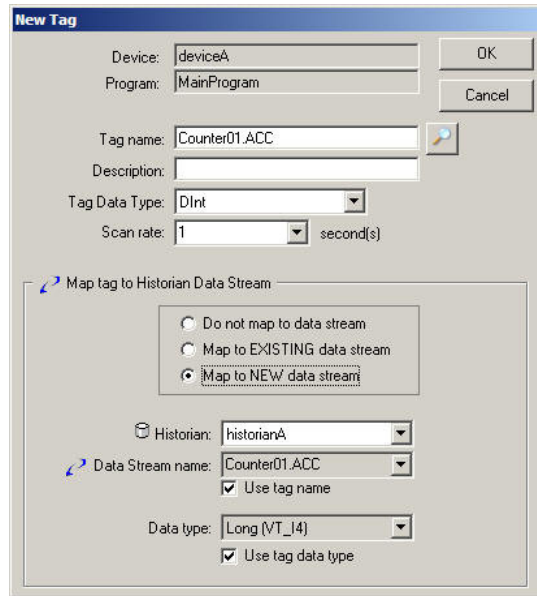 New Tag
Device: deviceA
OK
Program: MainProgram
Cancel
Tag name: Counter01.ACC
Description:
Tag Data Type: DInt
Scan rate: 1 second(s)
Map tag to Historian Data Stream
Do not map to data stream
Map to EXISTING data stream
Map to NEW data stream
Historian: historianA
Data Stream name: Counter01.ACC
Use tag name
Data type: Long (VT_I4)
Use tag data type